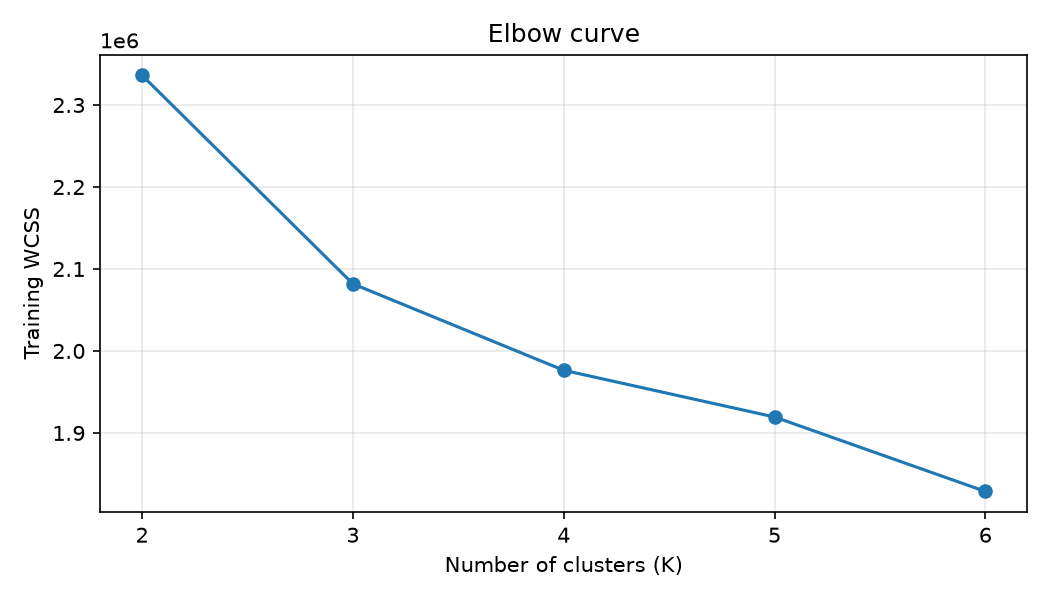 Elbow curve
1e6
2.3
2.2
2.1
2.0
1.9
Training WCSS
2 3 4 5 6
Number of clusters (K)